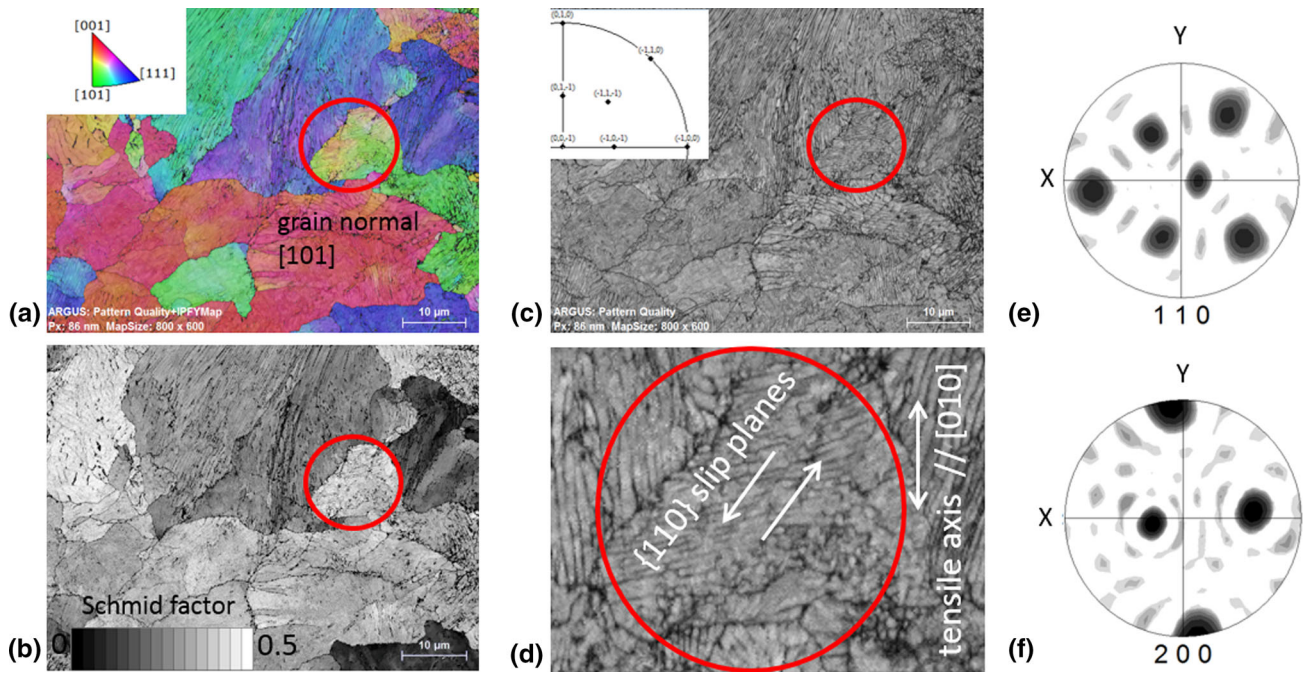 [001]
[111]
[101]
grain normal
[101]
(a)
ARGUS: Pattern Quality+IPFYMap
Px: 86 nm MapSize: 800 x 600
10 µm
(0,1,0)
(-1,1,0)
(0,1,-1)
(-1,1,-1)
(0,0,-1)
(-1,0,-1)
(-1,0,0)
(c)
ARGUS: Pattern Quality
Px: 86 nm MapSize: 800 x 600
10 µm
Y
X
(e)
1 1 0
Schmid factor
0
0.5
(b)
10 µm
{110} slip planes
tensile axis // [010]
(d)
Y
X
(f)
2 0 0